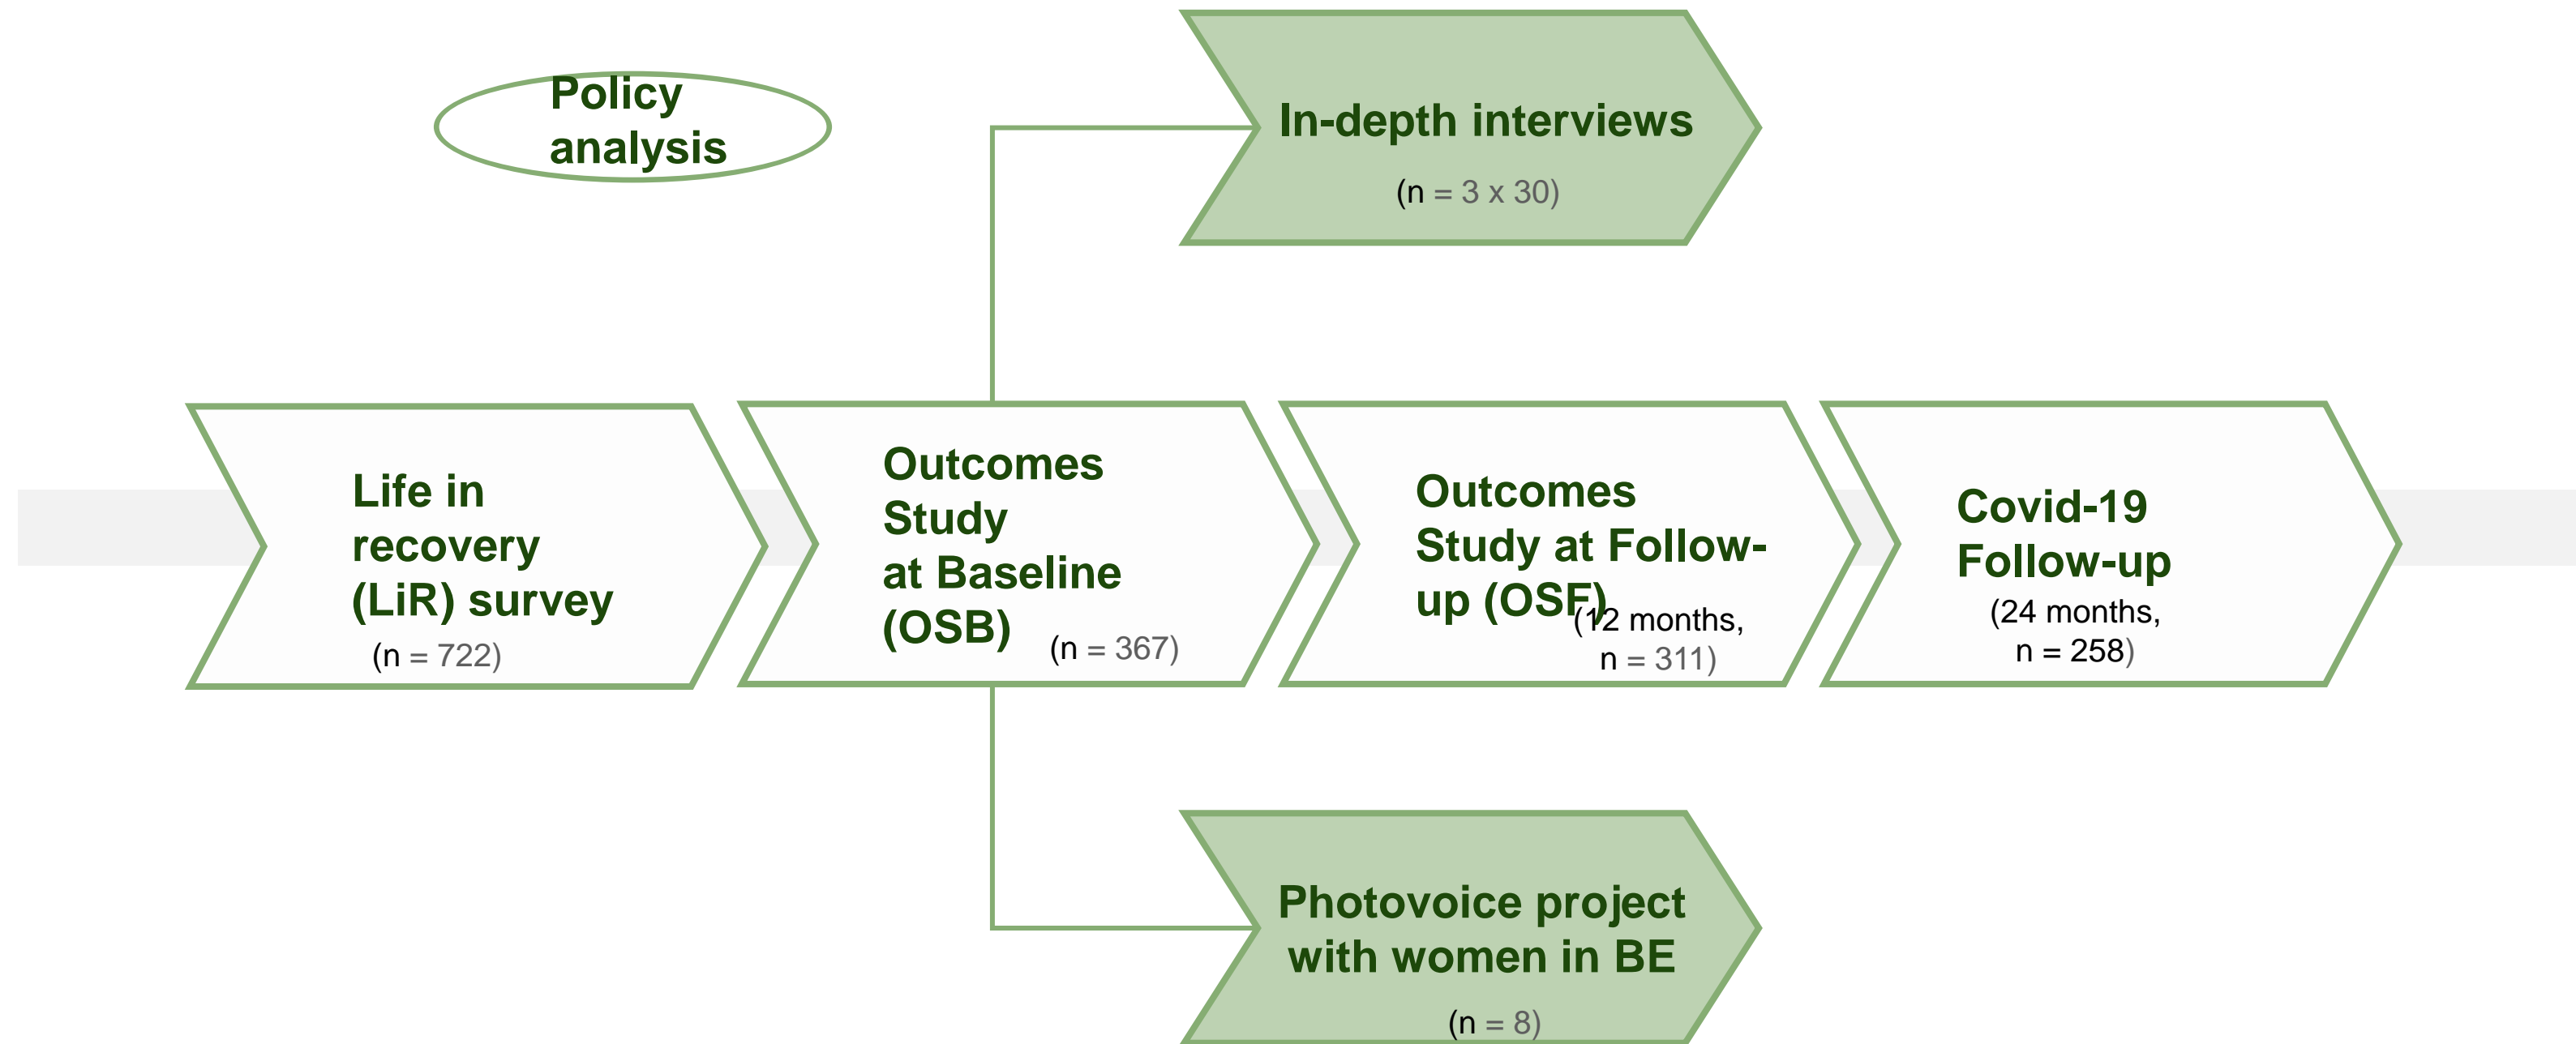 Policy
analysis
In-depth interviews
(n = 3 x 30)
Life in
recovery
(LiR) survey
(n = 722)
Outcomes
Study
at Baseline
(OSB)
(n = 367)
Outcomes
Study at Follow-
up (OSF)
(12 months,
n = 311)
Covid-19
Follow-up
(24 months,
n = 258)
Photovoice project
with women in BE
(n = 8)